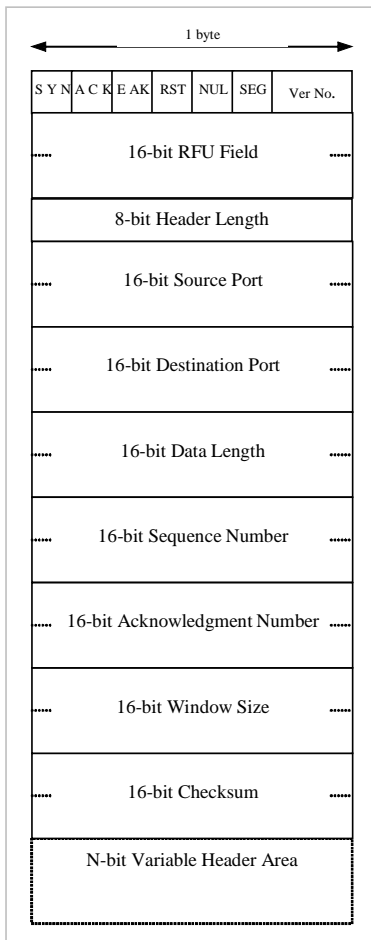 1 byte
S Y N A C K E AK RST NUL SEG Ver No.
16-bit RFU Field
8-bit Header Length
16-bit Source Port
16-bit Destination Port
16-bit Data Length
16-bit Sequence Number
16-bit Acknowledgment Number
16-bit Window Size
16-bit Checksum
N-bit Variable Header Area